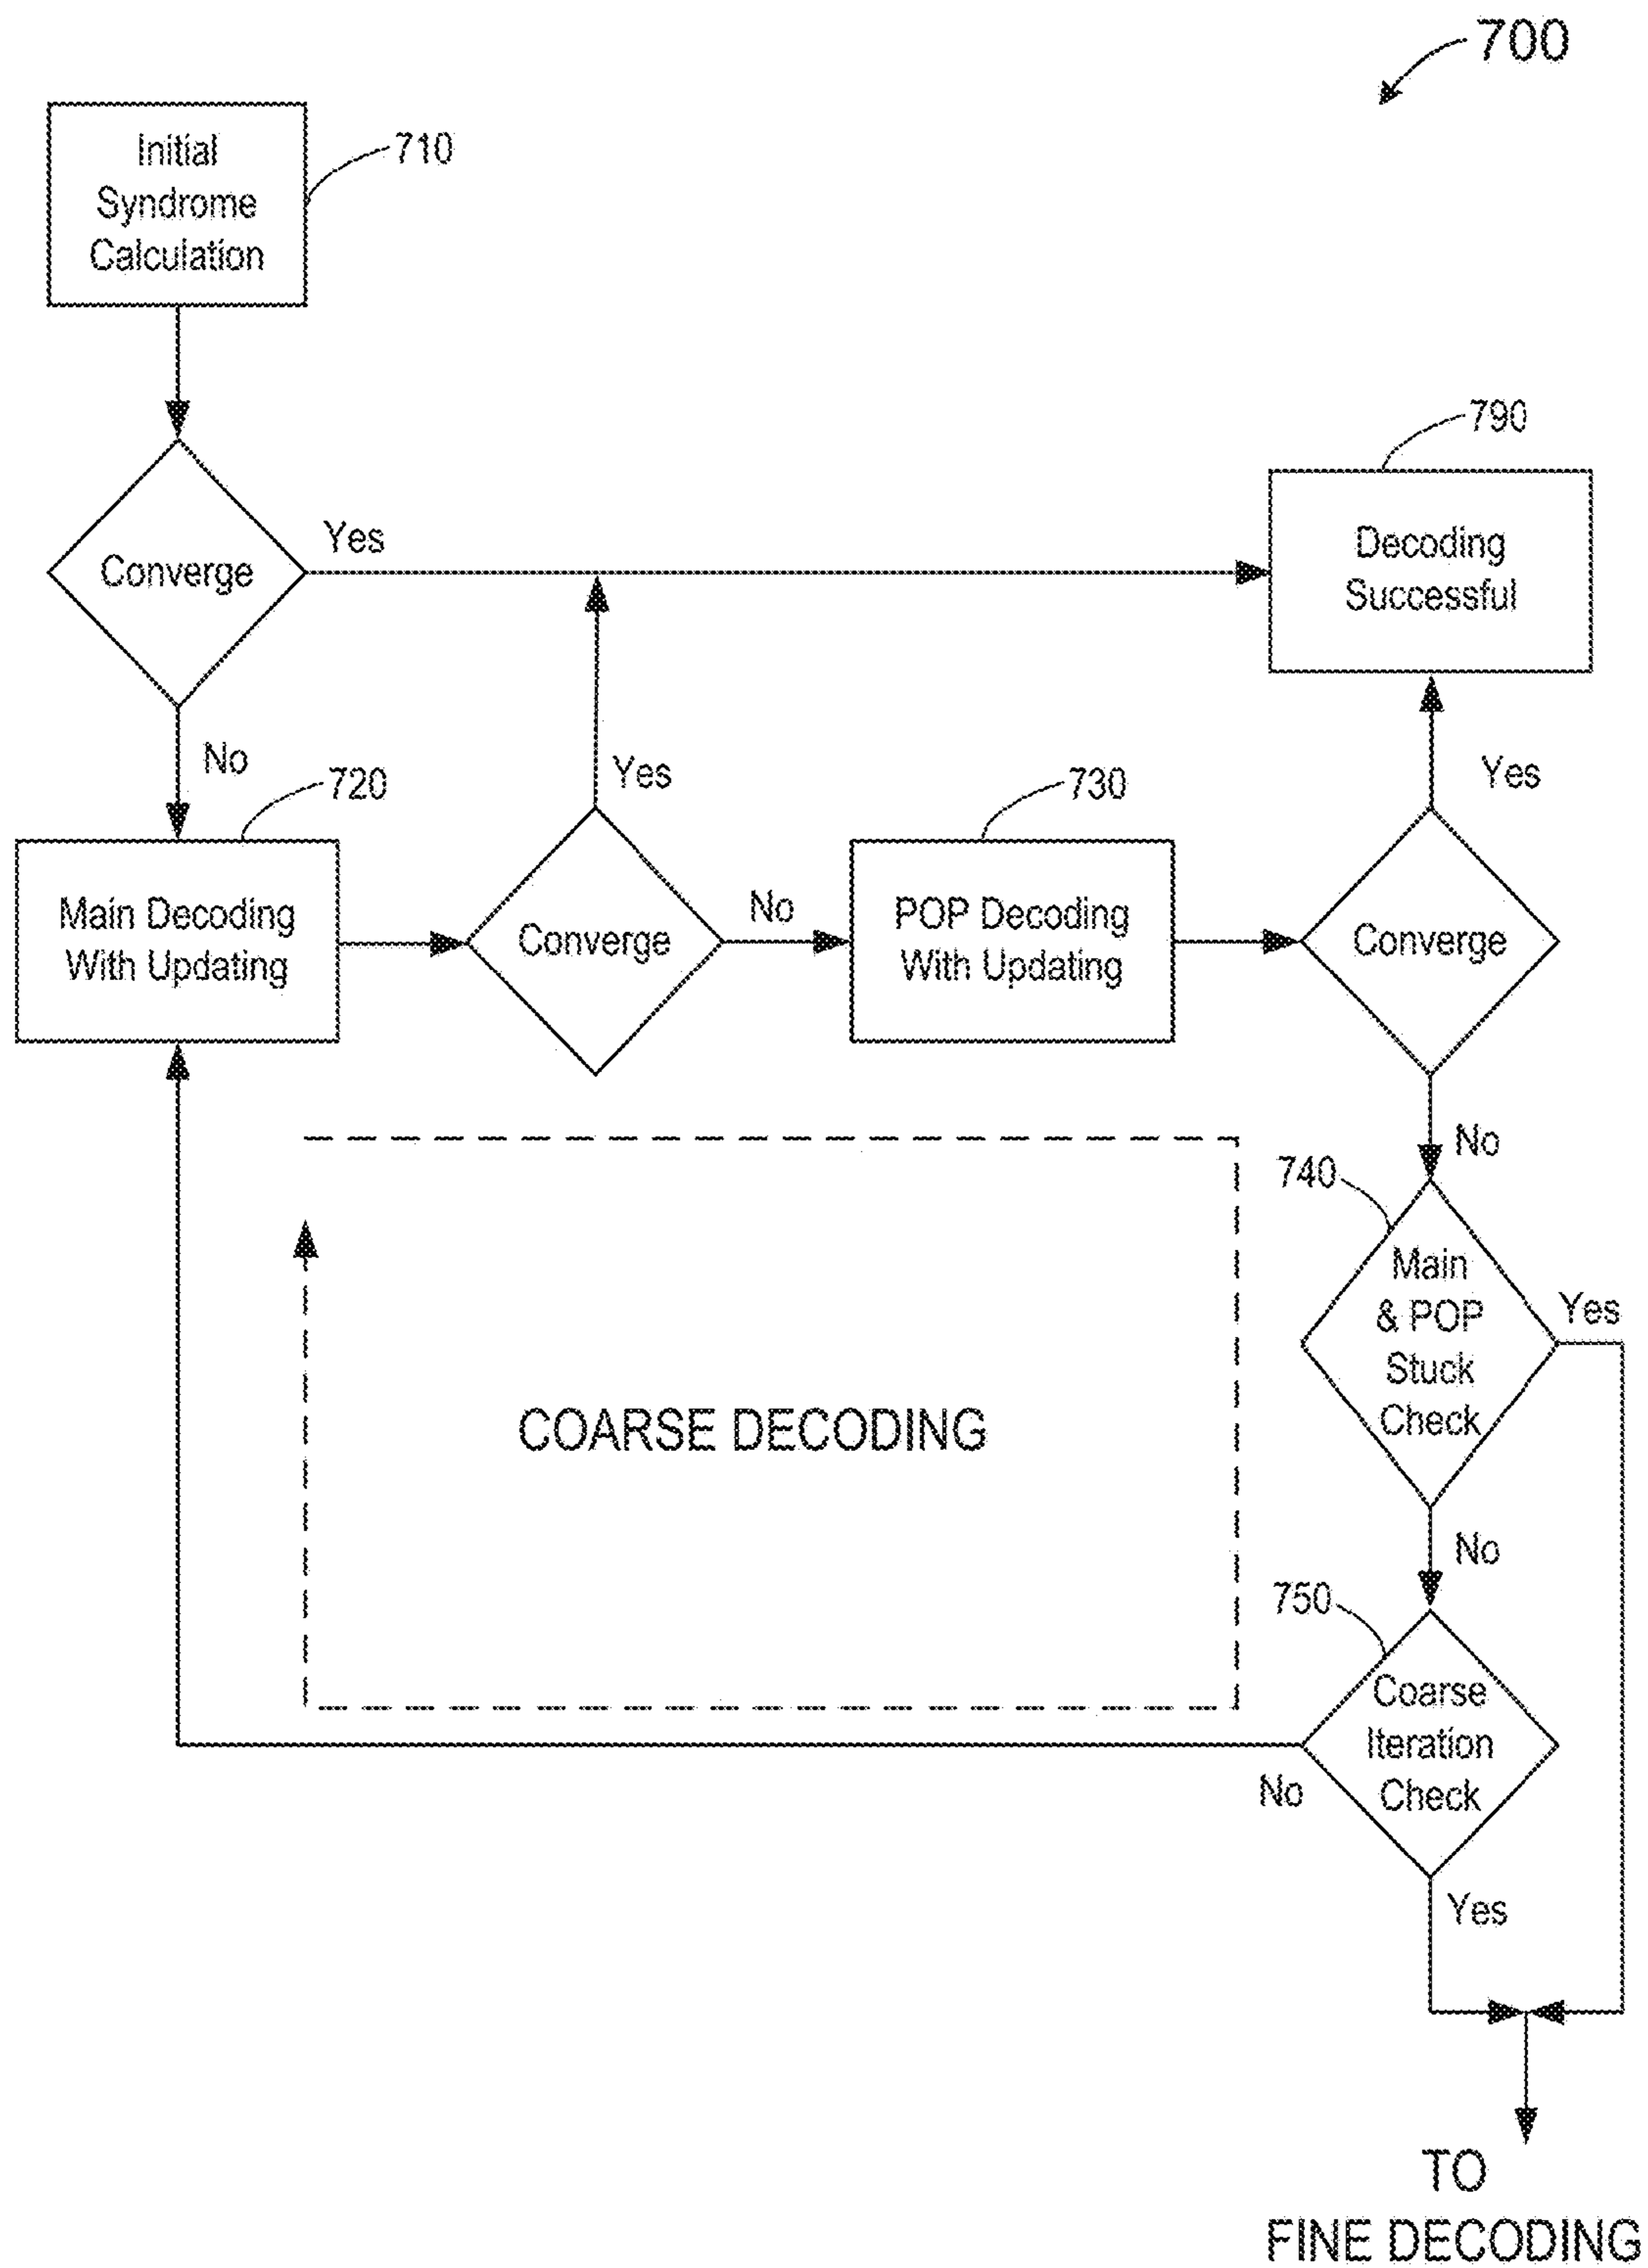 700
Initial
Syndrome
Calculation
710
790
Converge
Yes
Decoding
Successful
No
720
Yes
730
Yes
Main Decoding
With Updating
Converge
No
POP Decoding
With Updating
Converge
No
740
Main
& POP
Stuck
Check
Yes
COARSE DECODING
No
750
Coarse
Iteration
Check
No
Yes
TO
FINE DECODING